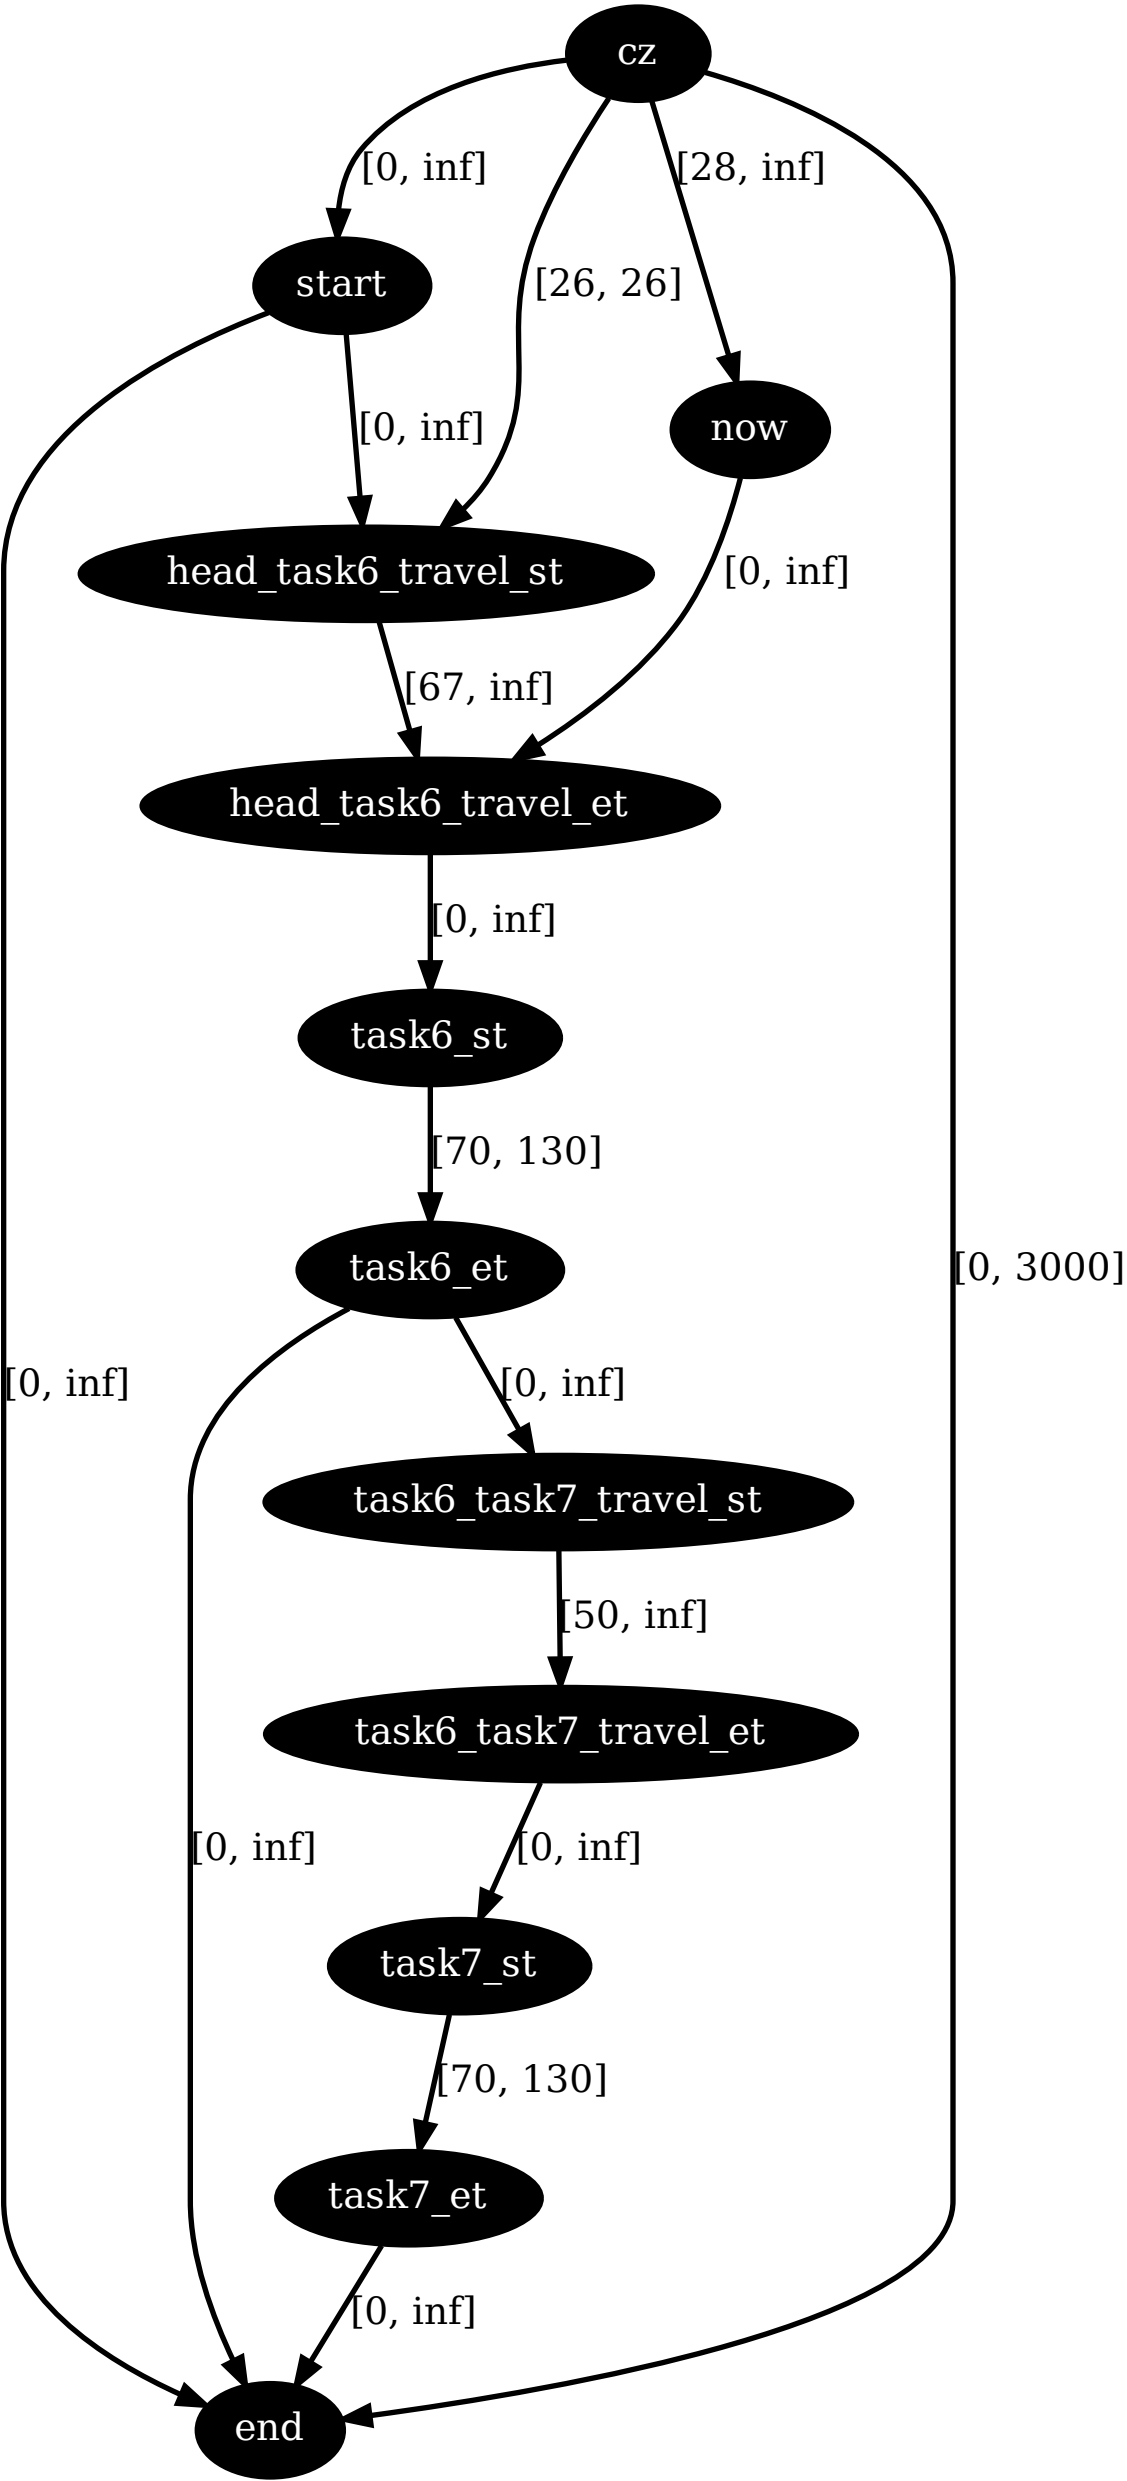 cz
[0, inf]
[28, inf]
start
[26, 26]
[0, inf]
now
head_task6_travel_st
[0, inf]
[67, inf]
head_task6_travel_et
[0, inf]
task6_st
[70, 130]
task6_et
[0, 3000]
[0, inf]
[0, inf]
task6_task7_travel_st
[50, inf]
task6_task7_travel_et
[0, inf]
[0, inf]
task7_st
[70, 130]
task7_et
[0, inf]
end